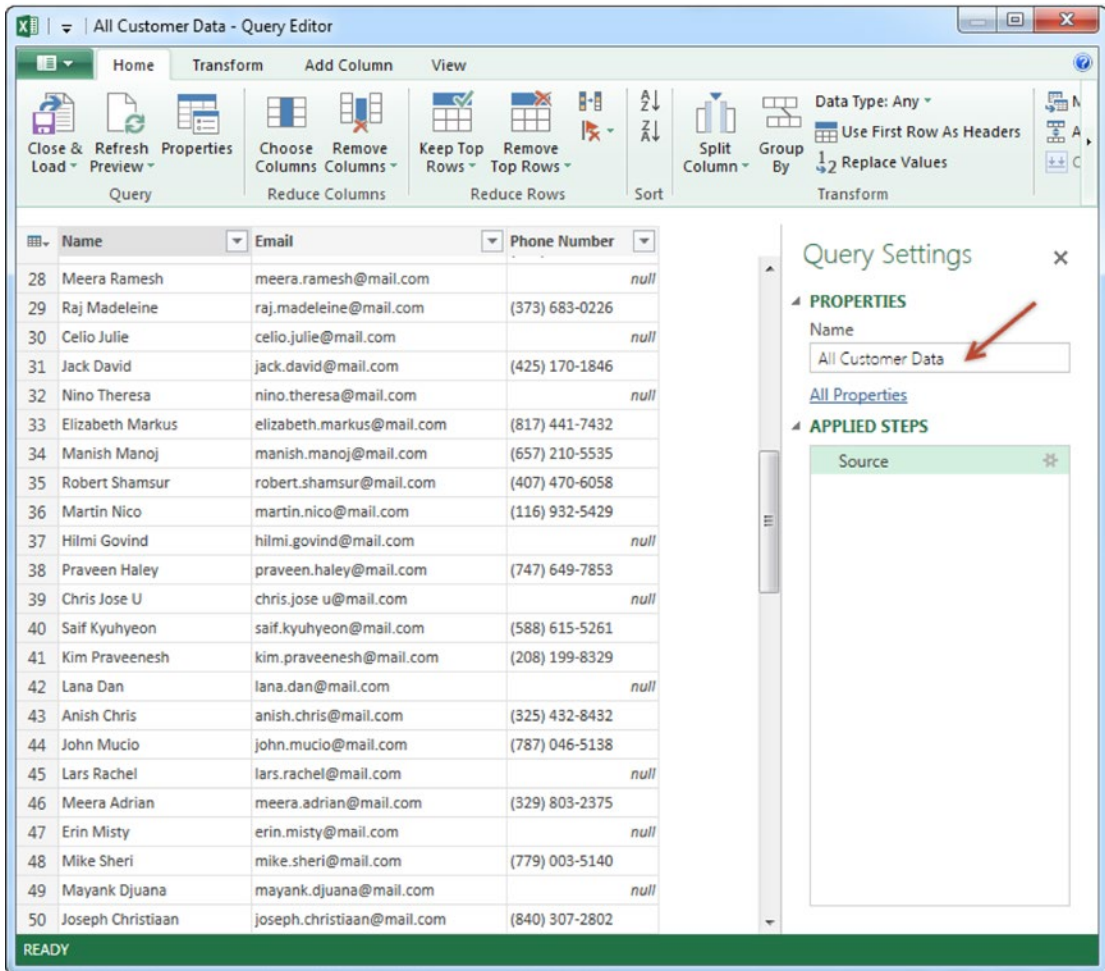 All Customer Data - Query Editor
Home Transform Add Column View
Close & Load Refresh Preview Properties Choose Columns Remove Columns Keep Top Rows Remove Top Rows Split Column Group By
Data Type: Any
Use First Row As Headers
Replace Values
Query Reduce Columns Reduce Rows Sort Transform
Name Email Phone Number
28 Meera Ramesh meera.ramesh@mail.com null
29 Raj Madeleine raj.madeleine@mail.com (373) 683-0226
30 Celio Julie celio.julie@mail.com null
31 Jack David jack.david@mail.com (425) 170-1846
32 Nino Theresa nino.theresa@mail.com null
33 Elizabeth Markus elizabeth.markus@mail.com (817) 441-7432
34 Manish Manoj manish.manoj@mail.com (657) 210-5535
35 Robert Shamsur robert.shamsur@mail.com (407) 470-6058
36 Martin Nico martin.nico@mail.com (116) 932-5429
37 Hilmi Govind hilmi.govind@mail.com null
38 Praveen Haley praveen.haley@mail.com (747) 649-7853
39 Chris Jose U chris.jose u@mail.com null
40 Saif Kyuhyeon saif.kyuhyeon@mail.com (588) 615-5261
41 Kim Praveenesh kim.praveenesh@mail.com (208) 199-8329
42 Lana Dan lana.dan@mail.com null
43 Anish Chris anish.chris@mail.com (325) 432-8432
44 John Mucio john.mucio@mail.com (787) 046-5138
45 Lars Rachel lars.rachel@mail.com null
46 Meera Adrian meera.adrian@mail.com (329) 803-2375
47 Erin Misty erin.misty@mail.com null
48 Mike Sheri mike.sheri@mail.com (779) 003-5140
49 Mayank Djuana mayank.djuana@mail.com null
50 Joseph Christiaan joseph.christiaan@mail.com (840) 307-2802
Query Settings
PROPERTIES
Name
All Customer Data
All Properties
APPLIED STEPS
Source
READY